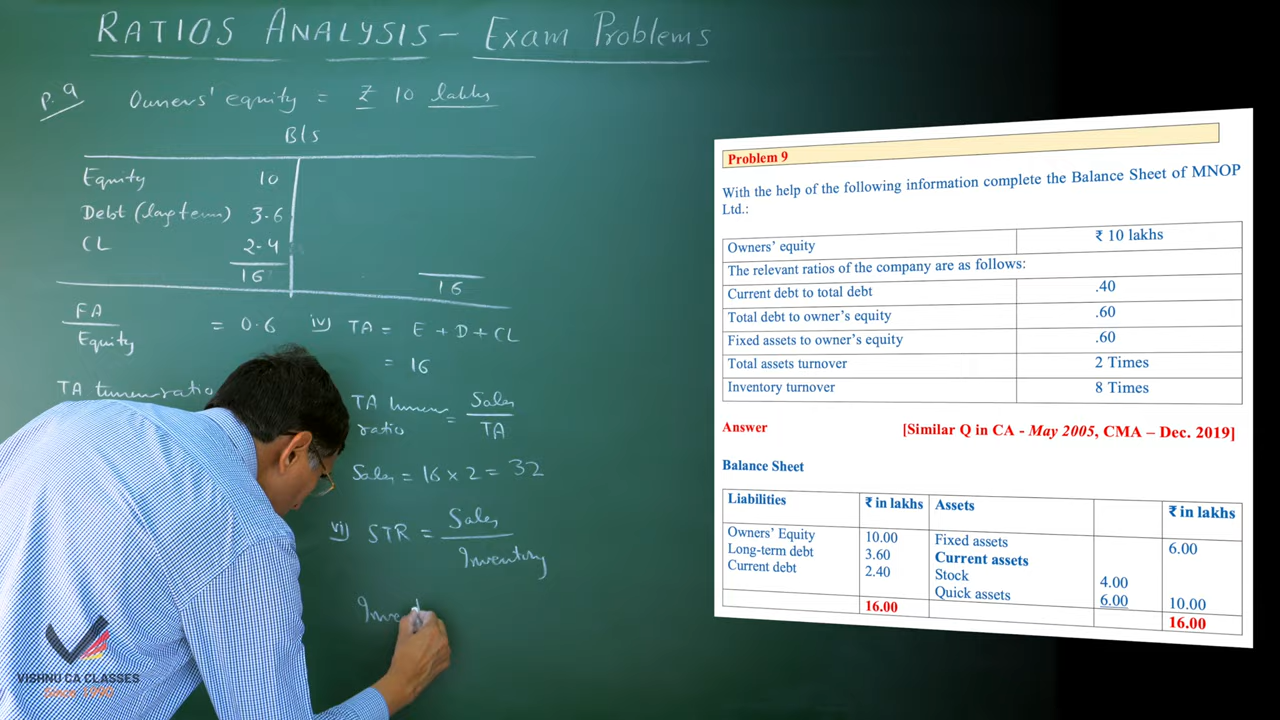 RATIOS ANALYSIS - Exam Problems
P.9 Owners' equity = ₹ 10 lakhs
B/S
Equity 10
Debt (long term) 3.6
CL 2.4
16 16
FA / Equity = 0.6
TA turnover ratio
iv) TA = E + D + CL
= 16
TA turnover ratio = Sales / TA
Sales = 16 x 2 = 32
vi) STR = Sales / Inventory
Problem 9
With the help of the following information complete the Balance Sheet of MNOP
Ltd.:
Owners' equity ₹ 10 lakhs
The relevant ratios of the company are as follows:
Current debt to total debt .40
Total debt to owner's equity .60
Fixed assets to owner's equity .60
Total assets turnover 2 Times
Inventory turnover 8 Times
Answer [Similar Q in CA - May 2005, CMA – Dec. 2019]
Balance Sheet
Liabilities ₹ in lakhs Assets ₹ in lakhs
Owners' Equity 10.00 Fixed assets 6.00
Long-term debt 3.60 Current assets
Current debt 2.40 Stock 4.00
Quick assets 6.00 10.00
16.00 16.00
VISHNU CA CLASSES
Since 1990